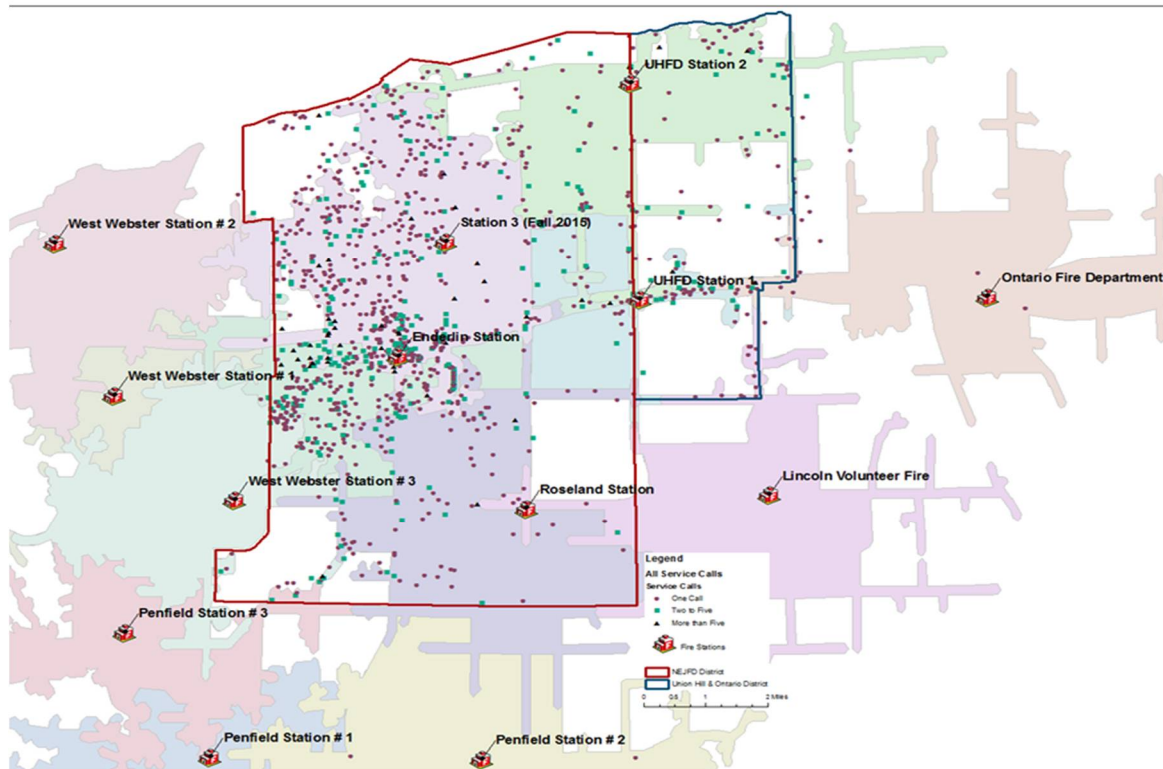 UHFD Station 2
West Webster Station # 2
Station 3 (Fall 2015)
UHFD Station 1
Ontario Fire Department
Enderlin Station
West Webster Station # 1
West Webster Station # 3
Roseland Station
Lincoln Volunteer Fire
Legend
All Service Calls
Service Calls
One Call
Two to Five
More than Five
Fire Stations
NEJFD District
Union Hill & Ontario District
0 0.5 1 2 Miles
Penfield Station # 3
Penfield Station # 1
Penfield Station # 2